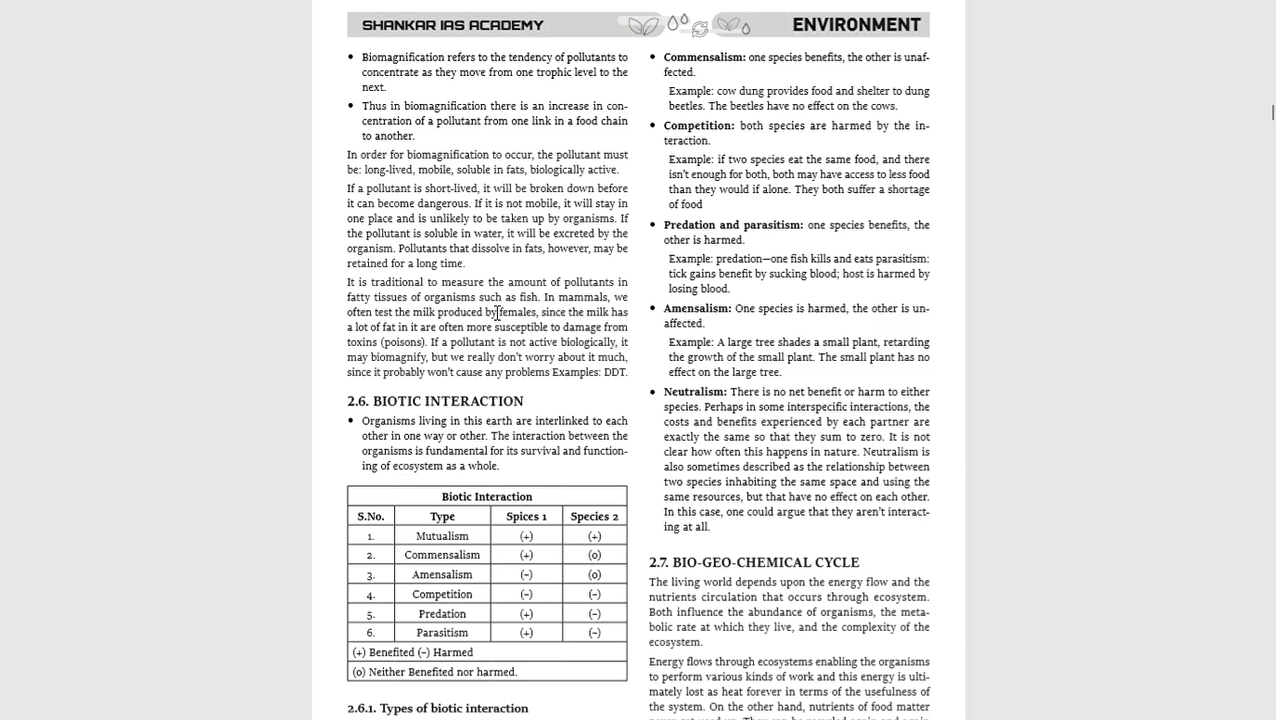 SHANKAR IAS ACADEMY
ENVIRONMENT
• Biomagnification refers to the tendency of pollutants to
concentrate as they move from one trophic level to the
next.
• Thus in biomagnification there is an increase in con-
centration of a pollutant from one link in a food chain
to another.
In order for biomagnification to occur, the pollutant must
be: long-lived, mobile, soluble in fats, biologically active.
If a pollutant is short-lived, it will be broken down before
it can become dangerous. If it is not mobile, it will stay in
one place and is unlikely to be taken up by organisms. If
the pollutant is soluble in water, it will be excreted by the
organism. Pollutants that dissolve in fats, however, may be
retained for a long time.
It is traditional to measure the amount of pollutants in
fatty tissues of organisms such as fish. In mammals, we
often test the milk produced by females, since the milk has
a lot of fat in it are often more susceptible to damage from
toxins (poisons). If a pollutant is not active biologically, it
may biomagnify, but we really don't worry about it much,
since it probably won't cause any problems Examples: DDT.
2.6. BIOTIC INTERACTION
• Organisms living in this earth are interlinked to each
other in one way or other. The interaction between the
organisms is fundamental for its survival and function-
ing of ecosystem as a whole.
Biotic Interaction
S.No. Type Spices 1 Species 2
1. Mutualism (+) (+)
2. Commensalism (+) (0)
3. Amensalism (–) (0)
4. Competition (–) (–)
5. Predation (+) (–)
6. Parasitism (+) (–)
(+) Benefited (–) Harmed
(0) Neither Benefited nor harmed.
2.6.1. Types of biotic interaction
• Commensalism: one species benefits, the other is unaf-
fected.
Example: cow dung provides food and shelter to dung
beetles. The beetles have no effect on the cows.
• Competition: both species are harmed by the in-
teraction.
Example: if two species eat the same food, and there
isn't enough for both, both may have access to less food
than they would if alone. They both suffer a shortage
of food
• Predation and parasitism: one species benefits, the
other is harmed.
Example: predation—one fish kills and eats parasitism:
tick gains benefit by sucking blood; host is harmed by
losing blood.
• Amensalism: One species is harmed, the other is un-
affected.
Example: A large tree shades a small plant, retarding
the growth of the small plant. The small plant has no
effect on the large tree.
• Neutralism: There is no net benefit or harm to either
species. Perhaps in some interspecific interactions, the
costs and benefits experienced by each partner are
exactly the same so that they sum to zero. It is not
clear how often this happens in nature. Neutralism is
also sometimes described as the relationship between
two species inhabiting the same space and using the
same resources, but that have no effect on each other.
In this case, one could argue that they aren't interact-
ing at all.
2.7. BIO-GEO-CHEMICAL CYCLE
The living world depends upon the energy flow and the
nutrients circulation that occurs through ecosystem.
Both influence the abundance of organisms, the meta-
bolic rate at which they live, and the complexity of the
ecosystem.
Energy flows through ecosystems enabling the organisms
to perform various kinds of work and this energy is ulti-
mately lost as heat forever in terms of the usefulness of
the system. On the other hand, nutrients of food matter